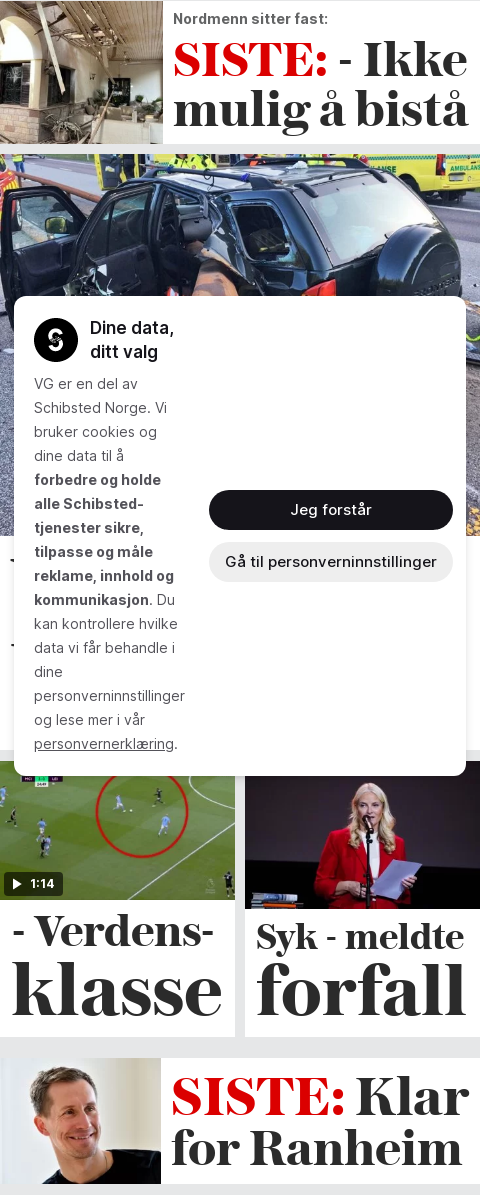 Nordmenn sitter fast:
SISTE: - Ikke
mulig å bistå
Dine data,
ditt valg
VG er en del av
Schibsted Norge. Vi
bruker cookies og
dine data til å
forbedre og holde
alle Schibsted-
tjenester sikre,
tilpasse og måle
reklame, innhold og
kommunikasjon. Du
kan kontrollere hvilke
data vi får behandle i
dine
personverninnstillinger
og lese mer i vår
personvernerklæring.
Jeg forstår
Gå til personverninnstillinger
1:14
- Verdens-
klasse
Syk - meldte
forfall
SISTE: Klar
for Ranheim